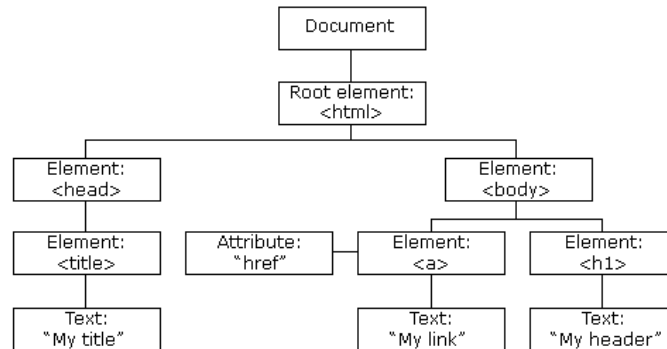 Document
Root element:
<html>
Element:
<head>
Element:
<body>
Element:
<title>
Attribute:
“href”
Element:
<a>
Element:
<h1>
Text:
“My title”
Text:
“My link”
Text:
“My header”